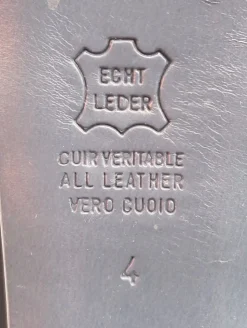 ECHT
LEDER
CUIR VERITABLE
ALL LEATHER
VERO CUOIO
4